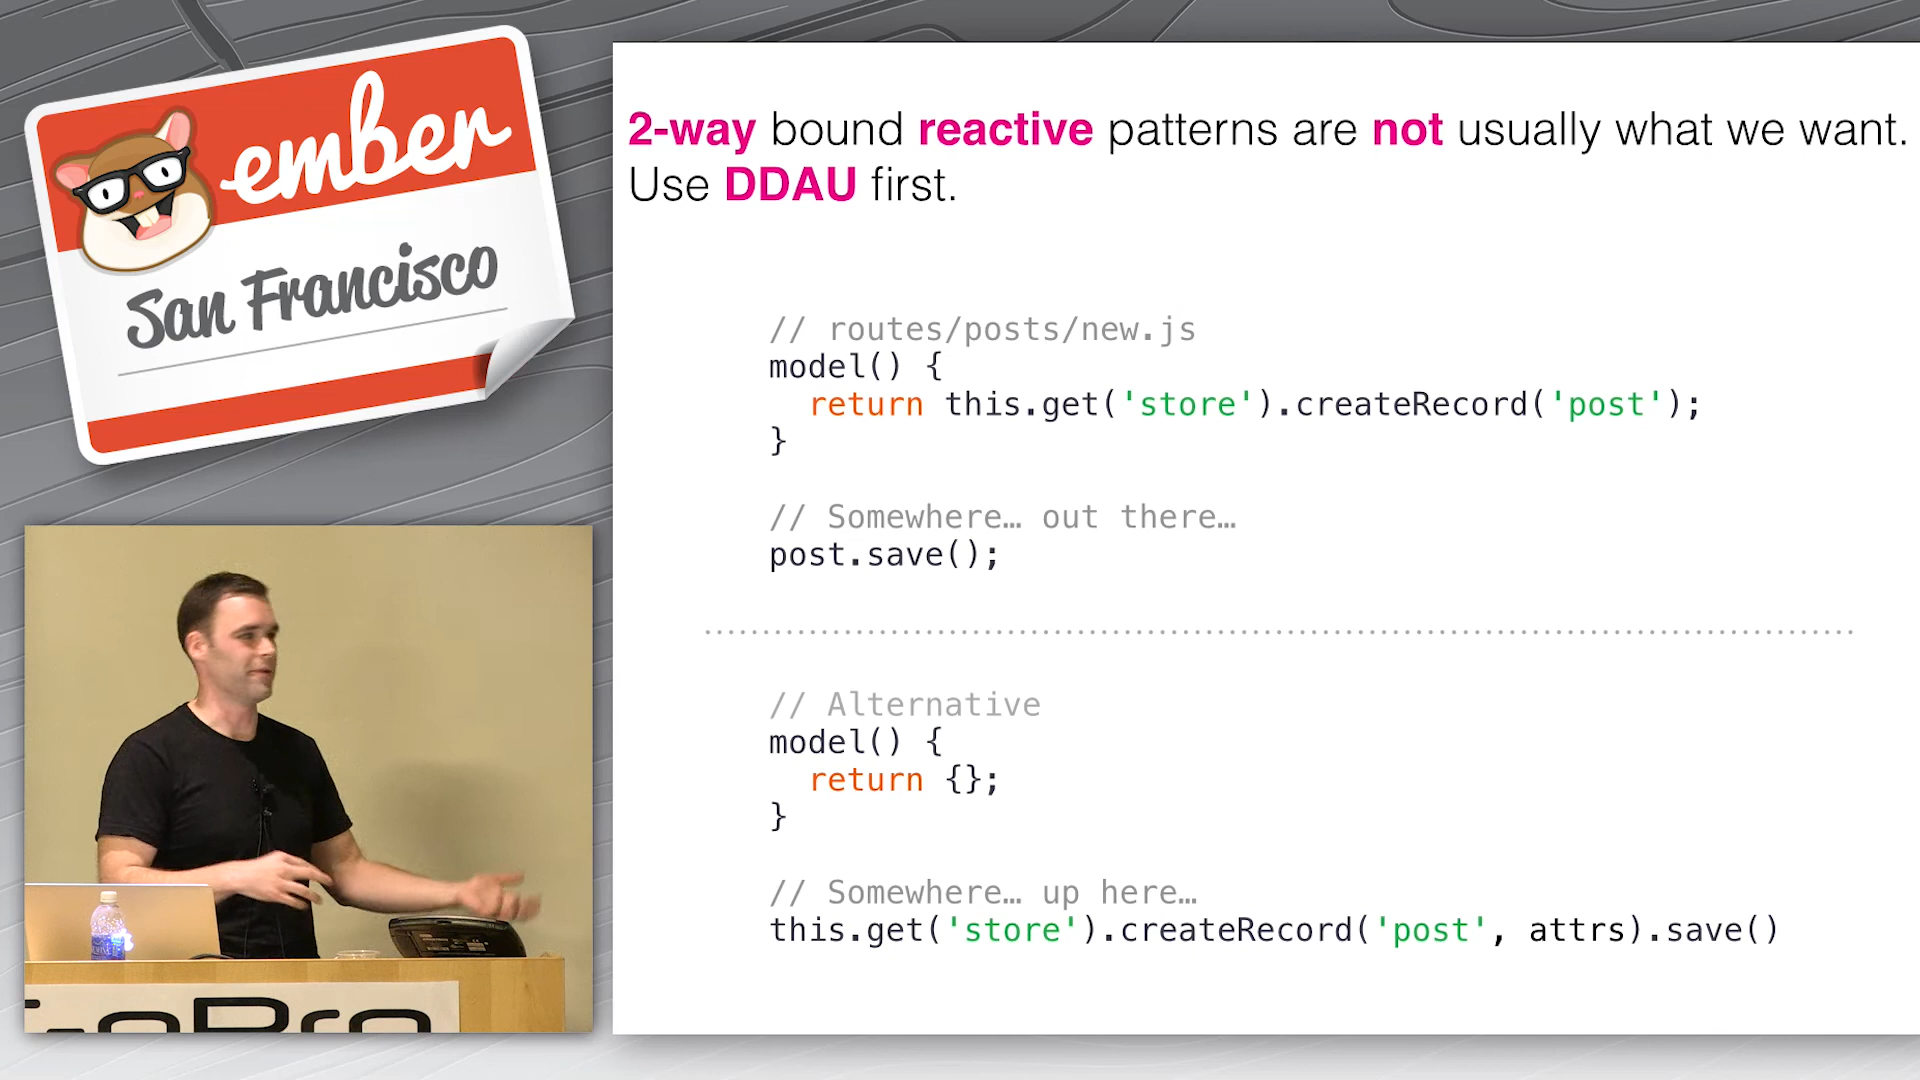 ember
San Francisco
2-way bound reactive patterns are not usually what we want.
Use DDAU first.
// routes/posts/new.js
model() {
  return this.get('store').createRecord('post');
}
// Somewhere… out there…
post.save();
// Alternative
model() {
  return {};
}
// Somewhere… up here…
this.get('store').createRecord('post', attrs).save()
GoPro